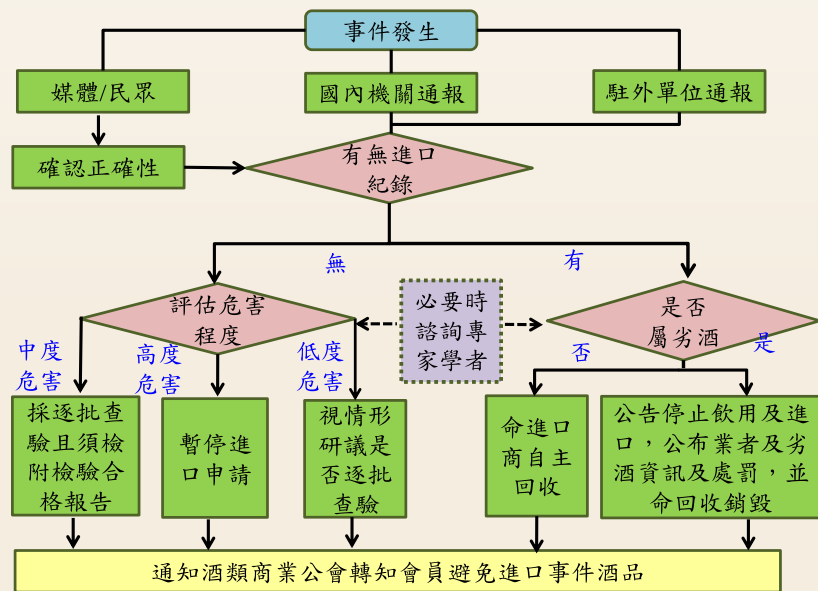 事件發生
媒體/民眾
國內機關通報
駐外單位通報
確認正確性
有無進口
紀錄
無
有
評估危害
程度
必要時
諮詢專
家學者
是否
屬劣酒
中度
危害
高度
危害
低度
危害
否
是
採逐批查
驗且須檢
附檢驗合
格報告
暫停進
口申請
視情形
研議是
否逐批
查驗
命進口
商自主
回收
公告停止飲用及進
口，公布業者及劣
酒資訊及處罰，並
命回收銷毀
通知酒類商業公會轉知會員避免進口事件酒品